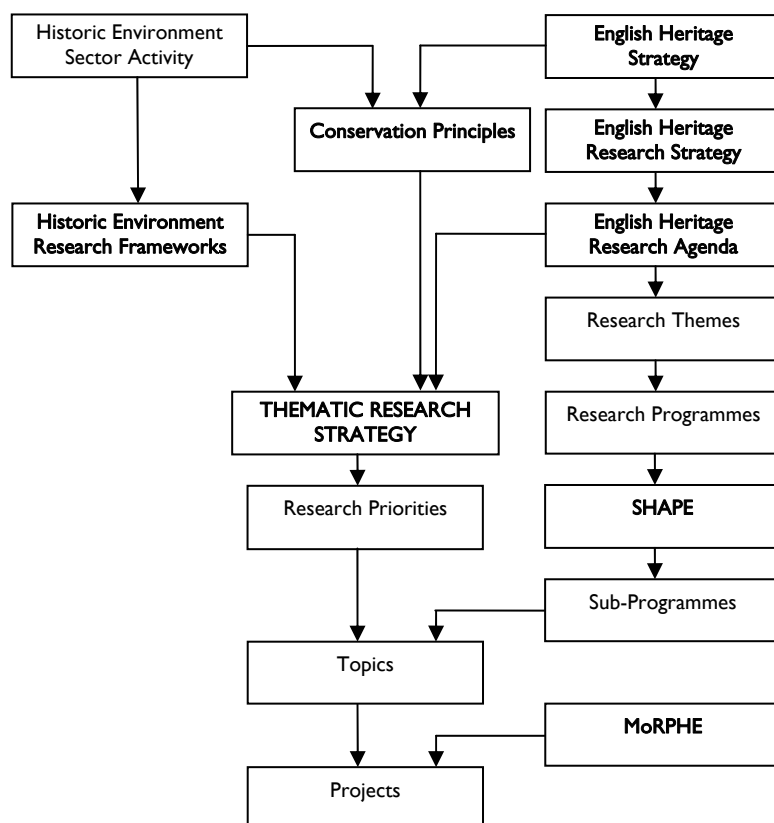 Historic Environment
Sector Activity
English Heritage
Strategy
Conservation Principles
English Heritage
Research Strategy
Historic Environment
Research Frameworks
English Heritage
Research Agenda
Research Themes
THEMATIC RESEARCH
STRATEGY
Research Programmes
Research Priorities
SHAPE
Sub-Programmes
Topics
MoRPHE
Projects